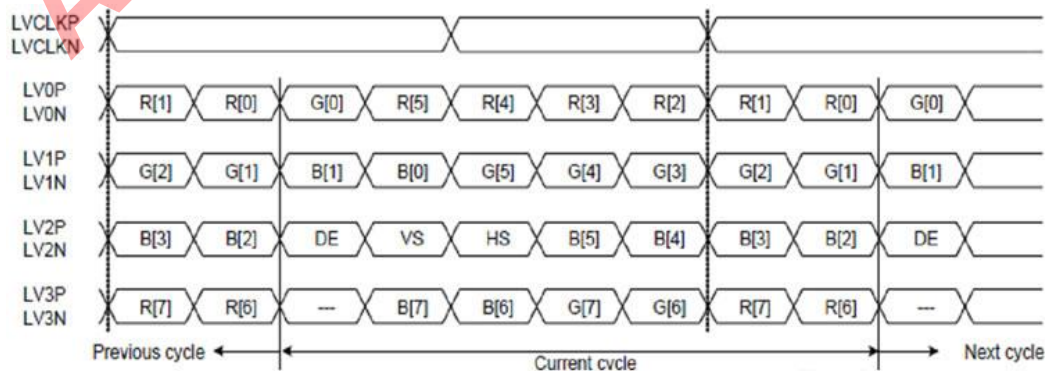 LVCLKP
LVCLKN
LV0P
LV0N
R[1] R[0] G[0] R[5] R[4] R[3] R[2] R[1] R[0] G[0]
LV1P
LV1N
G[2] G[1] B[1] B[0] G[5] G[4] G[3] G[2] G[1] B[1]
LV2P
LV2N
B[3] B[2] DE VS HS B[5] B[4] B[3] B[2] DE
LV3P
LV3N
R[7] R[6] --- B[7] B[6] G[7] G[6] R[7] R[6] ---
Previous cycle Current cycle Next cycle